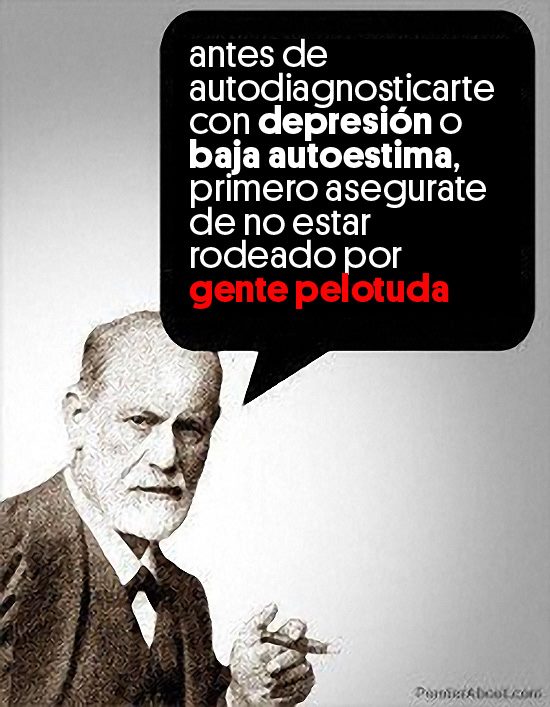 antes de
autodiagnosticarte
con depresión o
baja autoestima,
primero asegurate
de no estar
rodeado por
gente pelotuda